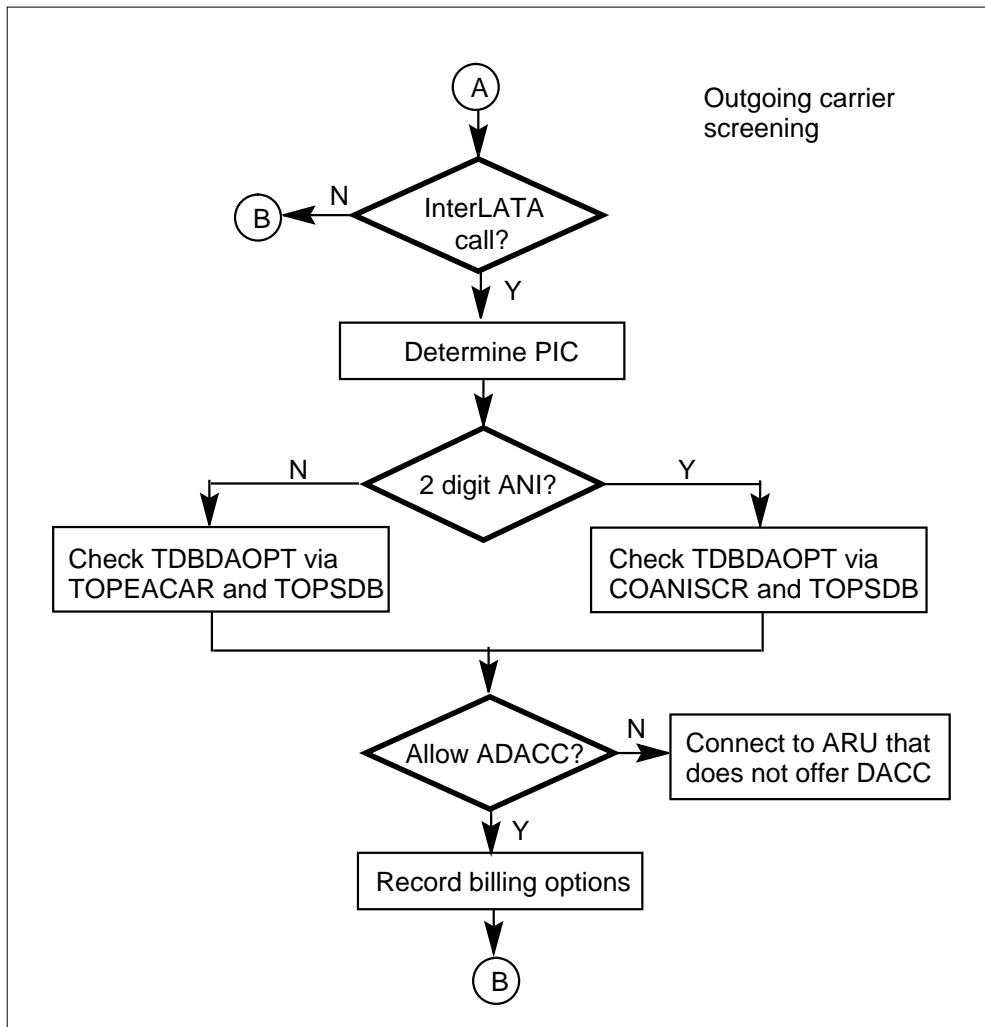 A
Outgoing carrier
screening
N
B
InterLATA
call?
Y
Determine PIC
N
2 digit ANI?
Y
Check TDBDAOPT via
TOPEACAR and TOPSDB
Check TDBDAOPT via
COANISCR and TOPSDB
Allow ADACC?
N
Connect to ARU that
does not offer DACC
Y
Record billing options
B